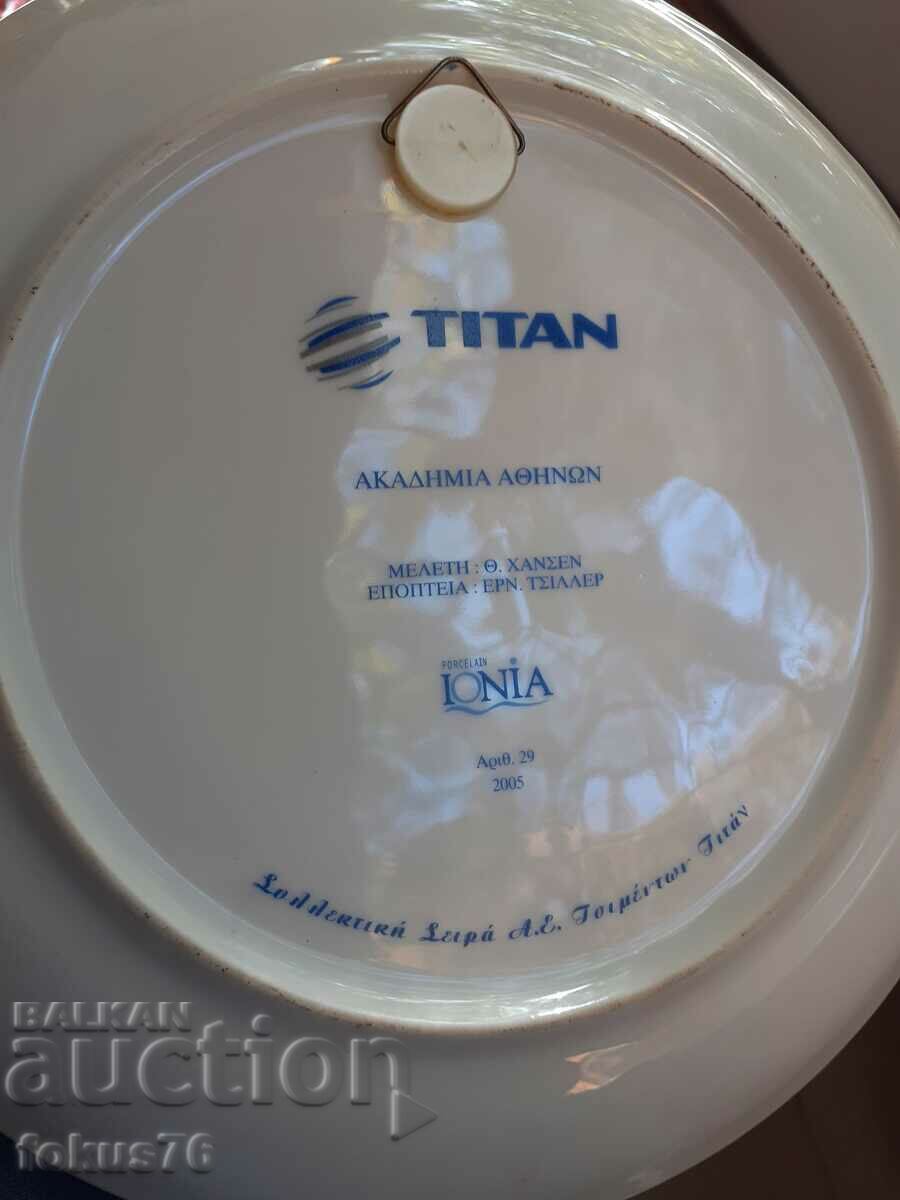 TITAN
ΑΚΑΔΗΜΙΑ ΑΘΗΝΩΝ
ΜΕΛΕΤΗ : Θ. ΧΑΝΣΕΝ
ΕΠΟΠΤΕΙΑ : ΕΡΝ. ΤΣΙΛΛΕΡ
PORCELAIN
IONIA
Αριθ. 29
2005
Συλλεκτική Σειρά Α.Ε. Τσιμέντων Τιτάν
BALKAN
auction
fokus76